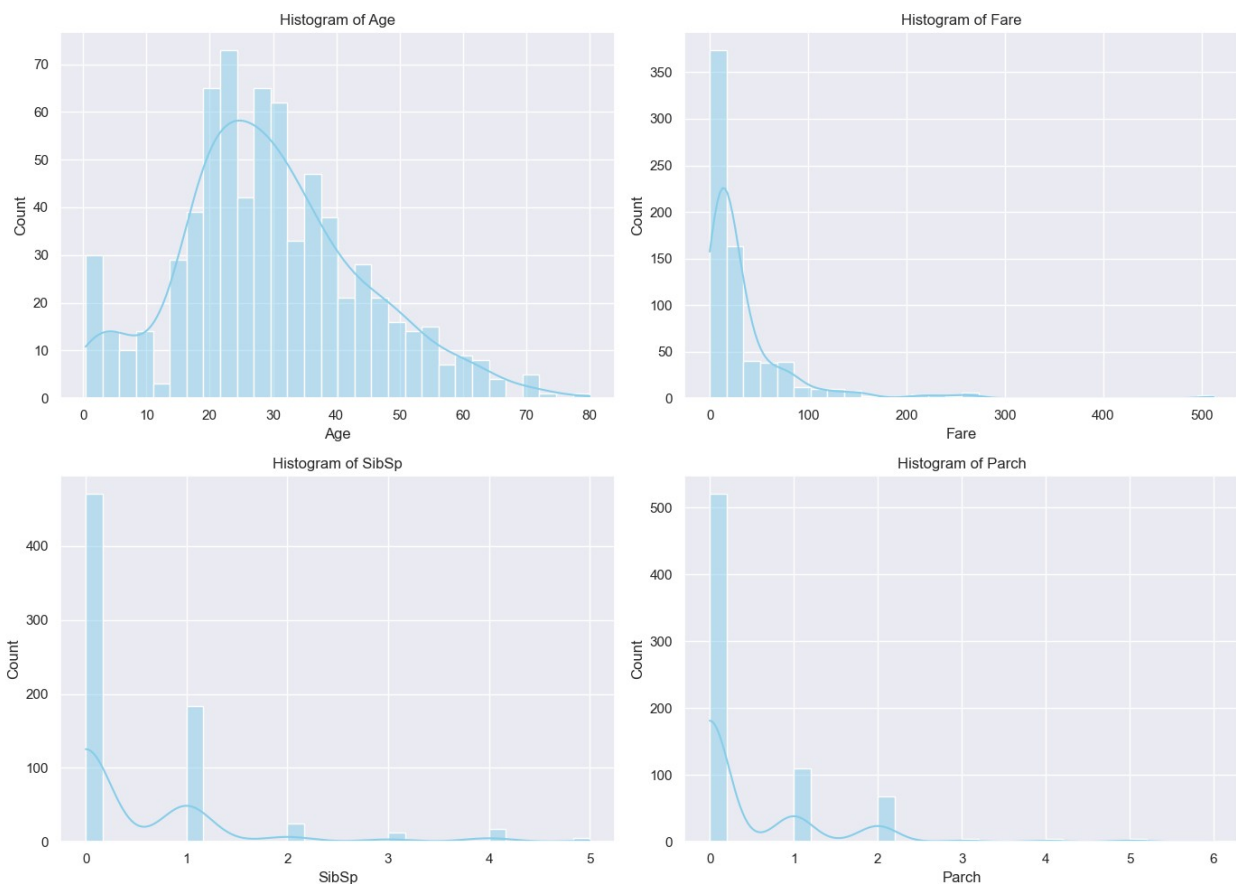 Histogram of Age
70
60
50
40
30
20
10
0
Count
0 10 20 30 40 50 60 70 80
Age
Histogram of Fare
350
300
250
200
150
100
50
0
Count
0 100 200 300 400 500
Fare
Histogram of SibSp
400
300
200
100
0
Count
0 1 2 3 4 5
SibSp
Histogram of Parch
500
400
300
200
100
0
Count
0 1 2 3 4 5 6
Parch